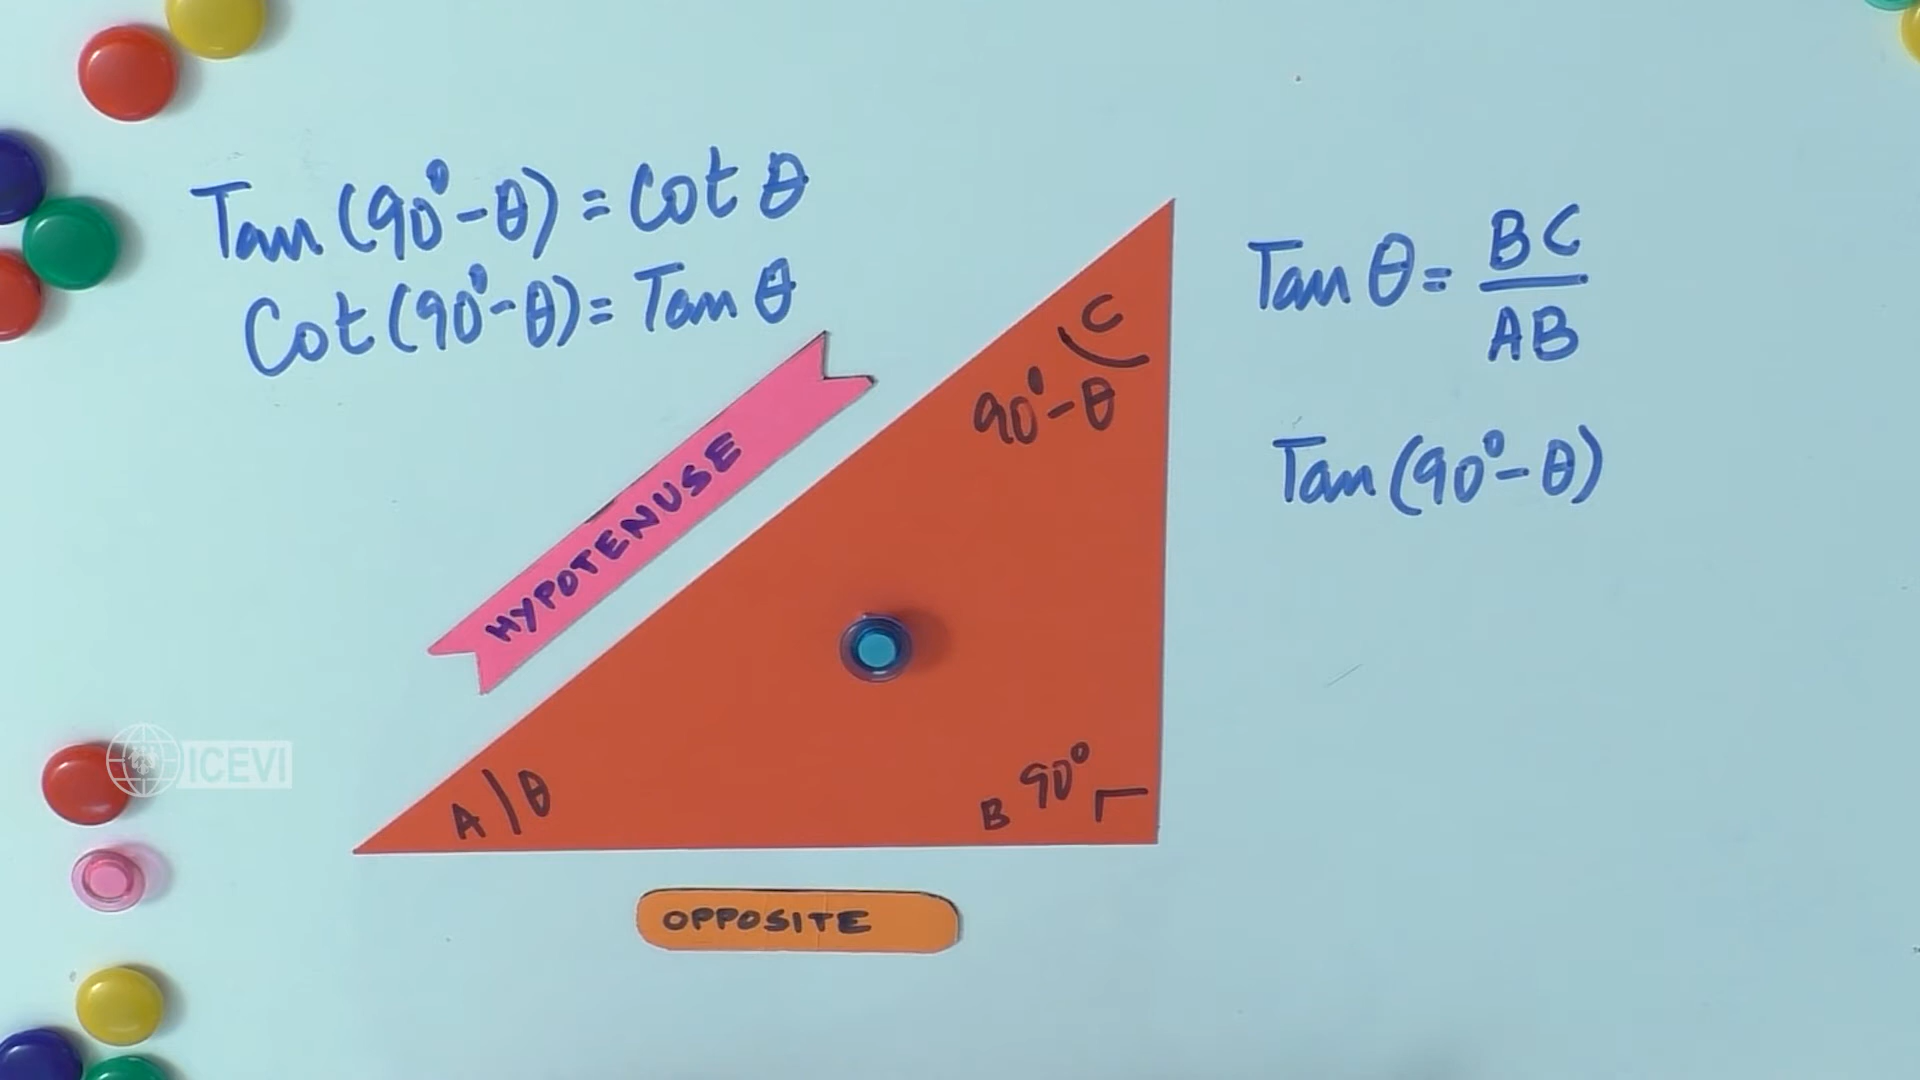 Tan (90°-θ) = Cot θ
Cot (90°-θ) = Tan θ
HYPOTENUSE
C
90°-θ
A θ
B 90°
OPPOSITE
Tan θ = BC
AB
Tan (90°-θ)
ICEVI